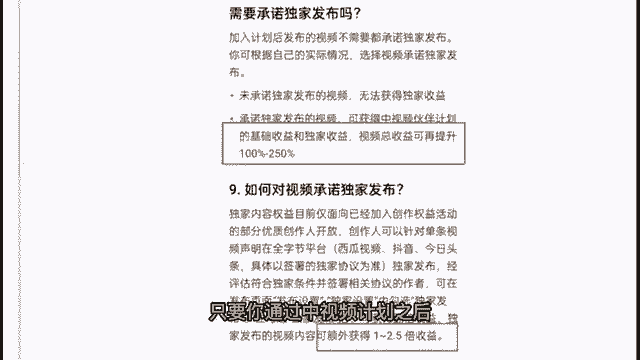 需要承诺独家发布吗？
加入计划后发布的视频不需要都承诺独家发布。
你可根据自己的实际情况，选择视频承诺独家发
布。
• 未承诺独家发布的视频，无法获得独家收益
• 承诺独家发布的视频，可获得中视频伙伴计划
的基础收益和独家收益，视频总收益可再提升
100%-250%
9. 如何对视频承诺独家发布？
独家内容权益目前仅面向已经加入创作权益活动
的部分优质创作人开放，创作人可以针对单条视
频声明在全字节平台（西瓜视频、抖音、今日头
条，具体以签署的独家协议为准）独家发布。经
评估符合独家条件并签署相关协议的作者，可在
只要你通过中视频计划之后
家发布的视频内容可额外获得 1~2.5 倍收益。